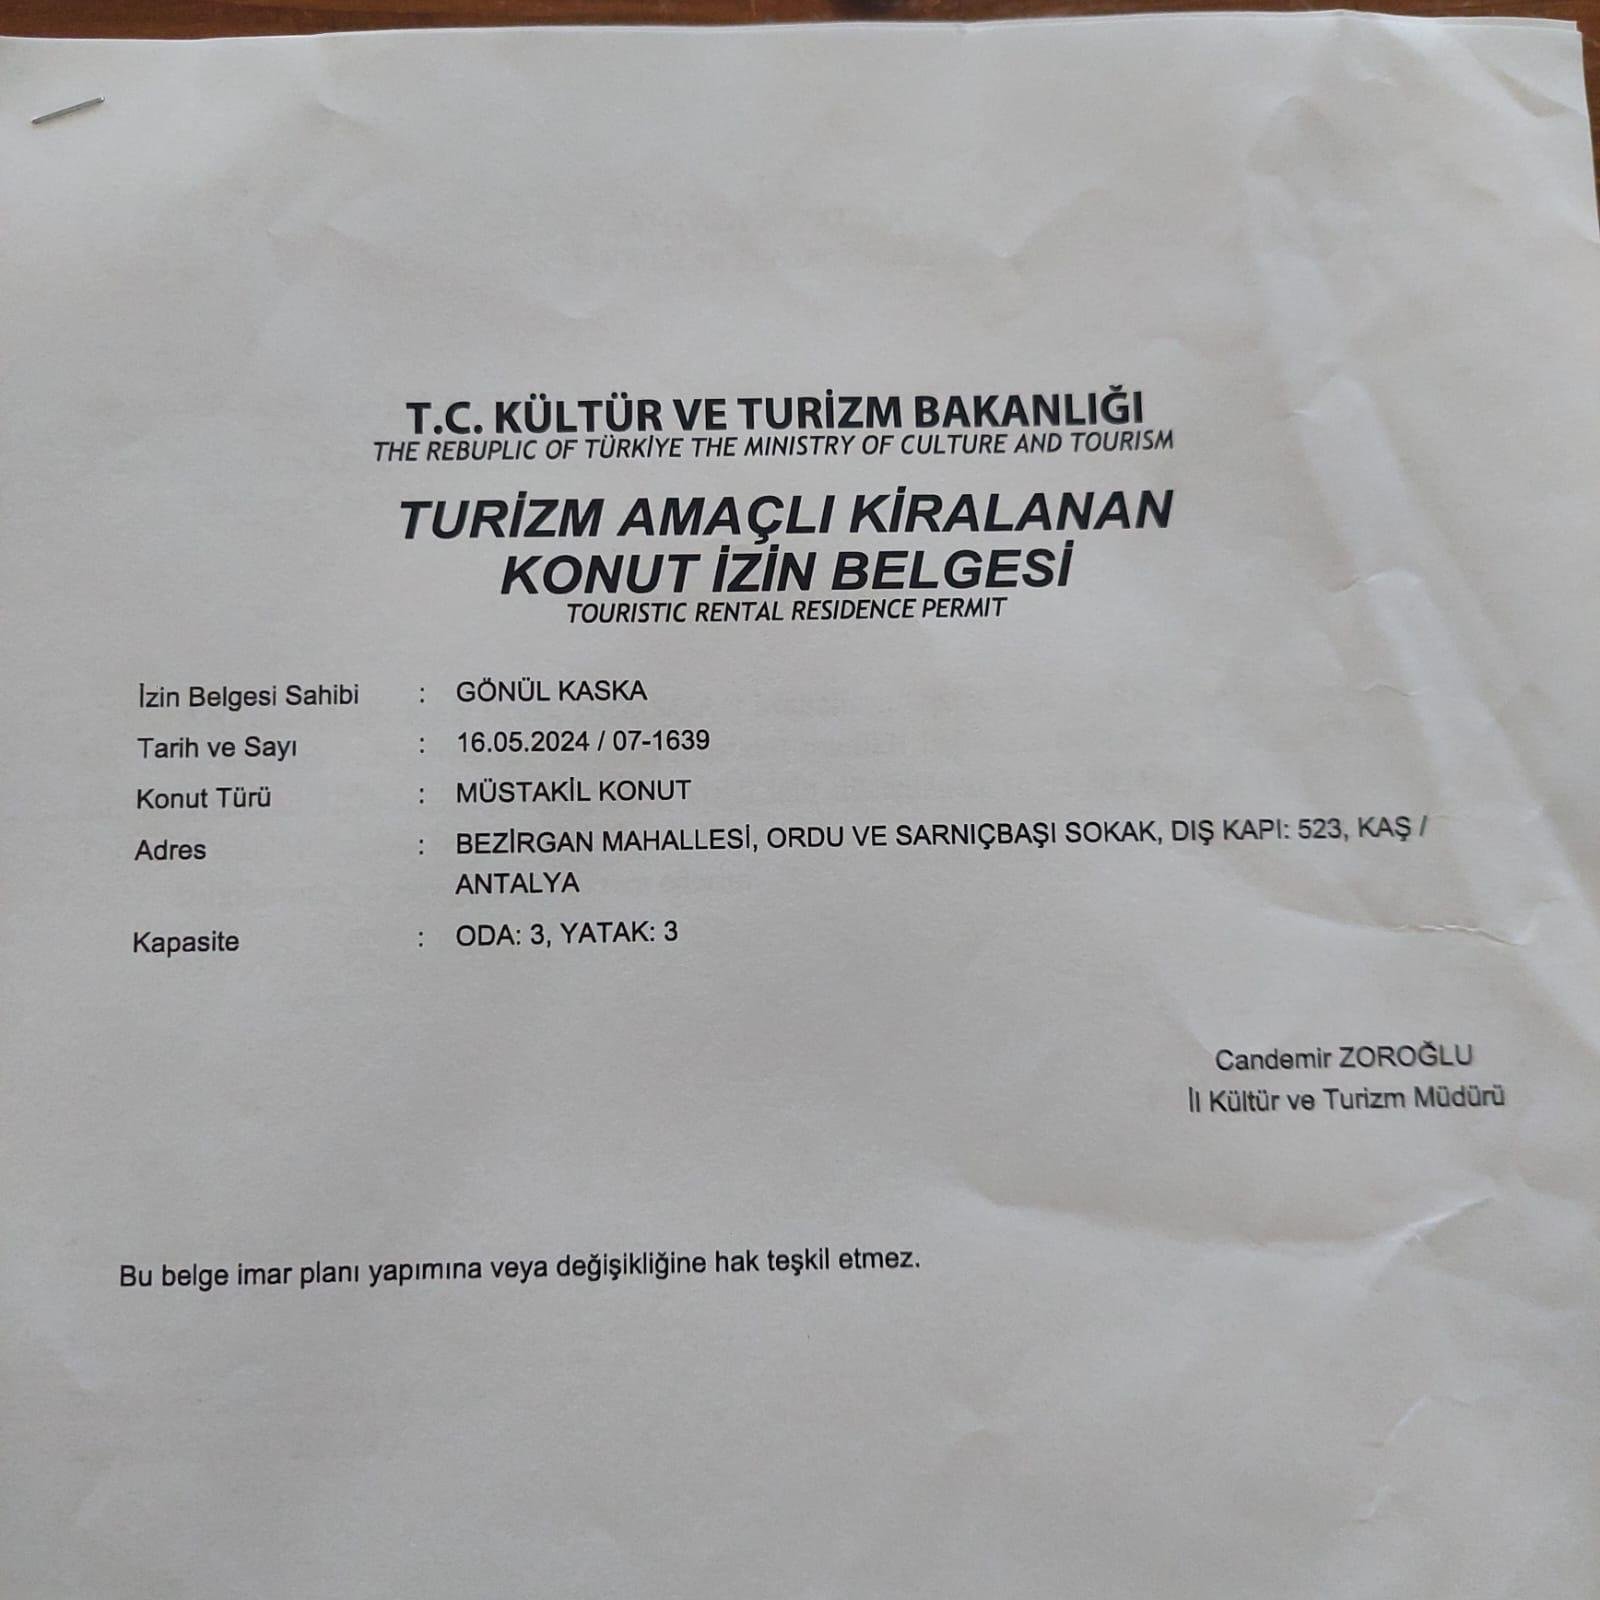 T.C. KÜLTÜR VE TURİZM BAKANLIĞI
THE REBUPLIC OF TÜRKİYE THE MINISTRY OF CULTURE AND TOURISM
TURİZM AMAÇLI KİRALANAN
KONUT İZİN BELGESİ
TOURISTIC RENTAL RESIDENCE PERMIT
İzin Belgesi Sahibi : GÖNÜL KASKA
Tarih ve Sayı : 16.05.2024 / 07-1639
Konut Türü : MÜSTAKİL KONUT
Adres : BEZİRGAN MAHALLESİ, ORDU VE SARNIÇBAŞI SOKAK, DIŞ KAPI: 523, KAŞ /
ANTALYA
Kapasite : ODA: 3, YATAK: 3
Candemir ZOROĞLU
İl Kültür ve Turizm Müdürü
Bu belge imar planı yapımına veya değişikliğine hak teşkil etmez.